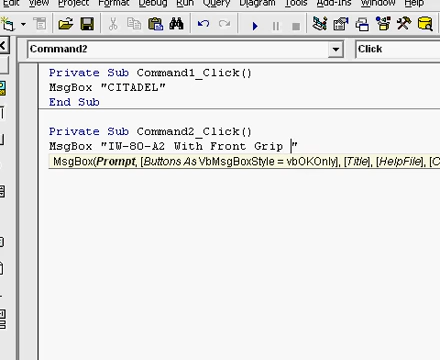 Edit View Project Format Debug Run Query Diagram Tools Add-Ins Window Help
Command2 Click
Private Sub Command1_Click()
MsgBox "CITADEL"
End Sub
Private Sub Command2_Click()
MsgBox "IW-80-A2 With Front Grip "
MsgBox(Prompt, [Buttons As VbMsgBoxStyle = vbOKOnly], [Title], [HelpFile], [C